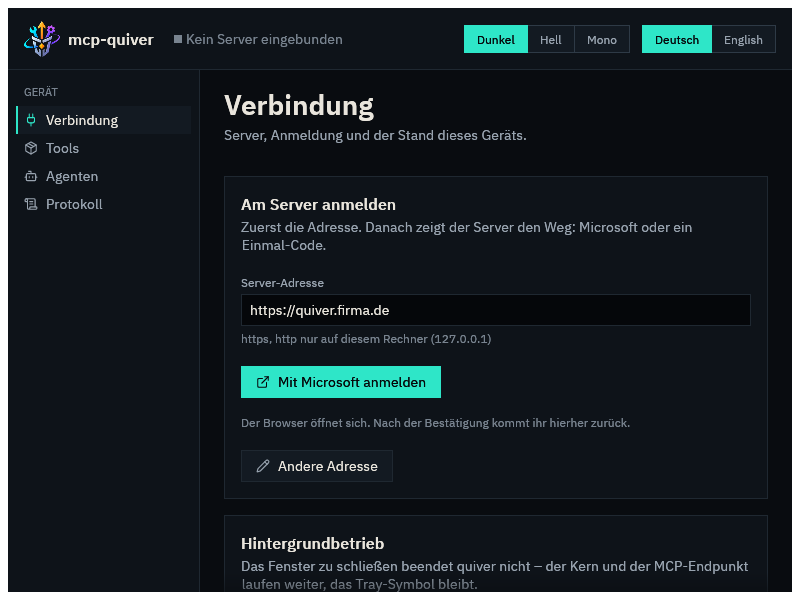 mcp-quiver
Kein Server eingebunden
Dunkel
Hell
Mono
Deutsch
English
GERÄT
Verbindung
Tools
Agenten
Protokoll
Verbindung
Server, Anmeldung und der Stand dieses Geräts.
Am Server anmelden
Zuerst die Adresse. Danach zeigt der Server den Weg: Microsoft oder ein
Einmal-Code.
Server-Adresse
https://quiver.firma.de
https, http nur auf diesem Rechner (127.0.0.1)
Mit Microsoft anmelden
Der Browser öffnet sich. Nach der Bestätigung kommt ihr hierher zurück.
Andere Adresse
Hintergrundbetrieb
Das Fenster zu schließen beendet quiver nicht – der Kern und der MCP-Endpunkt
laufen weiter, das Tray-Symbol bleibt.